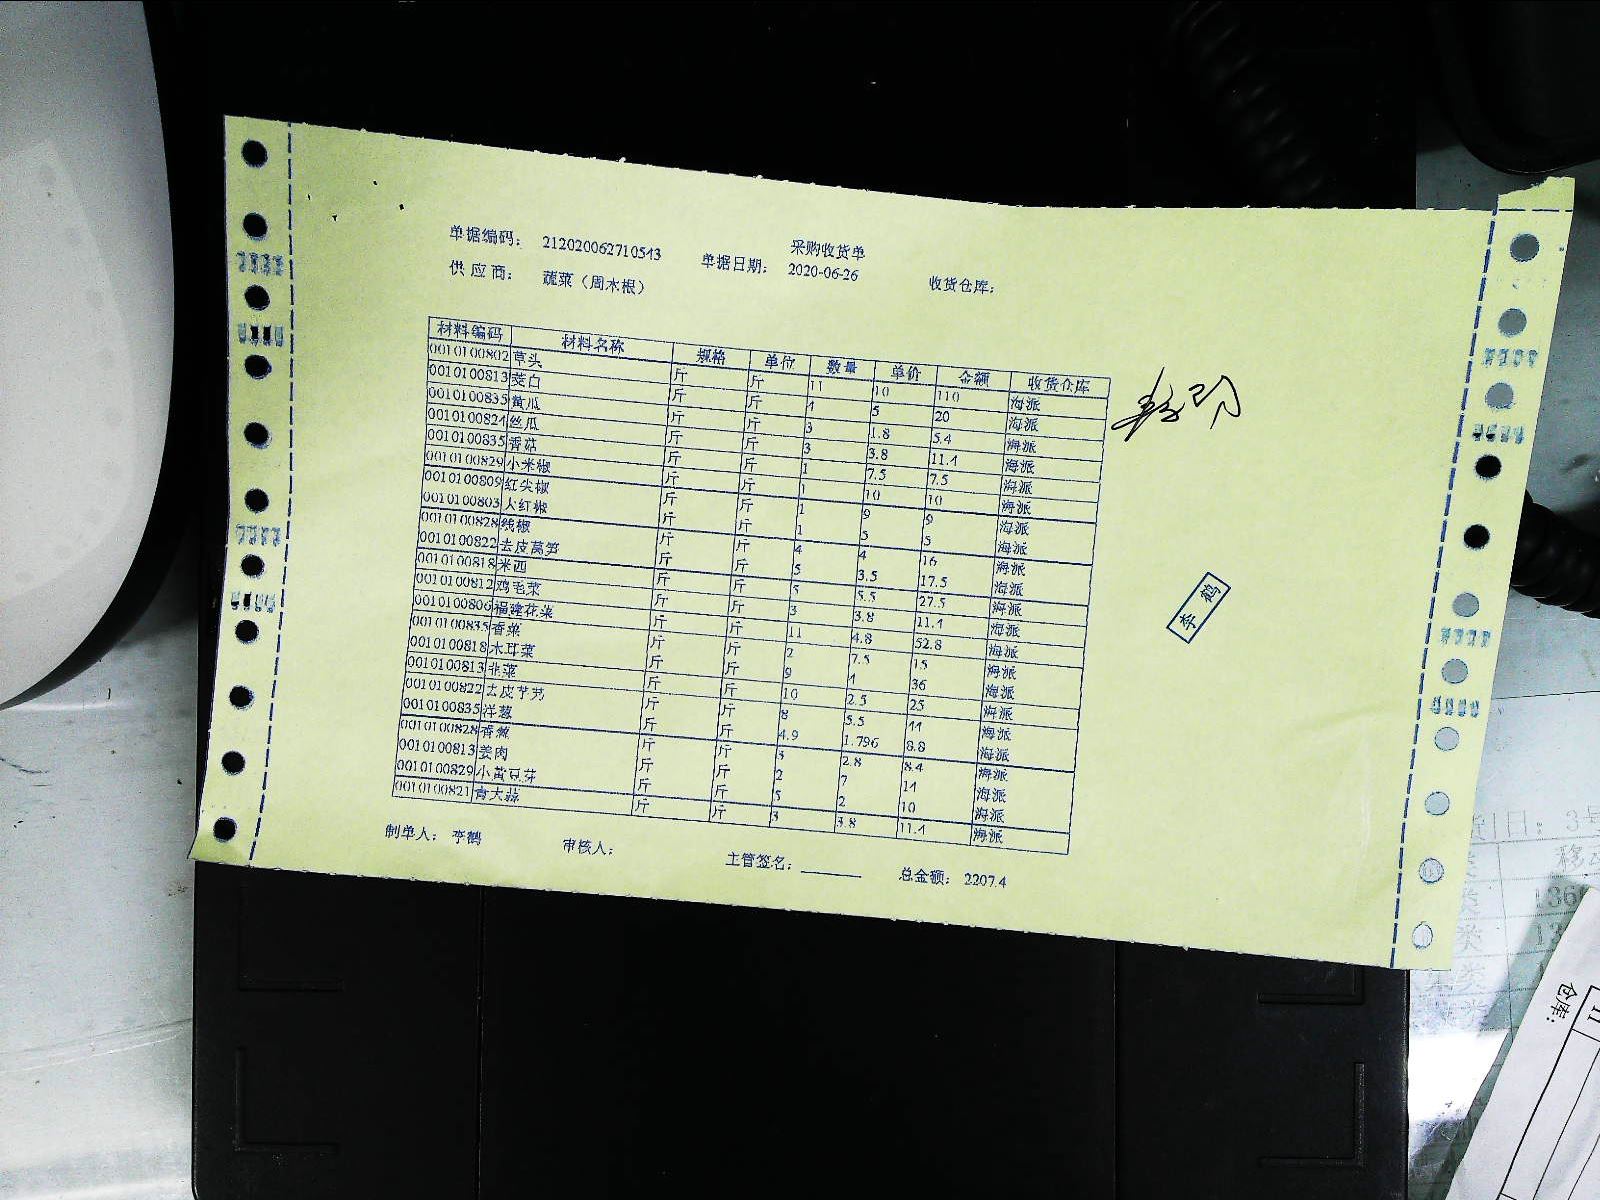 采购收货单
单据编码： 212020062710543 单据日期： 2020-06-26 收货仓库：
供 应 商： 蔬菜（周木根）
材料编码 材料名称 规格 单位 数量 单价 金额 收货仓库
0010100802 草头 斤 斤 11 10 110 海派
0010100813 茭白 斤 斤 4 5 20 海派
0010100835 黄瓜 斤 斤 3 1.8 5.4 海派
0010100824 丝瓜 斤 斤 3 3.8 11.4 海派
0010100835 香菇 斤 斤 1 7.5 7.5 海派
0010100829 小米椒 斤 斤 1 10 10 海派
0010100809 红尖椒 斤 斤 1 9 9 海派
0010100803 大红椒 斤 斤 1 5 5 海派
0010100828 线椒 斤 斤 4 4 16 海派
0010100822 去皮莴笋 斤 斤 5 3.5 17.5 海派
0010100818 米西 斤 斤 5 5.5 27.5 海派
0010100812 鸡毛菜 斤 斤 3 3.8 11.4 海派
0010100806 福建花菜 斤 斤 11 4.8 52.8 海派
0010100835 香菜 斤 斤 2 7.5 15 海派
0010100818 木耳菜 斤 斤 9 4 36 海派
0010100813 韭菜 斤 斤 10 2.5 25 海派
0010100822 去皮芋艿 斤 斤 8 5.5 44 海派
0010100835 洋葱 斤 斤 4.9 1.796 8.8 海派
0010100828 香葱 斤 斤 3 2.8 8.4 海派
0010100813 姜肉 斤 斤 2 7 14 海派
0010100829 小黄豆芽 斤 斤 5 2 10 海派
0010100821 青大蒜 斤 斤 3 3.8 11.4 海派
制单人： 李鹤 审核人： 主管签名： 总金额： 2207.4
李鹤
仓库：